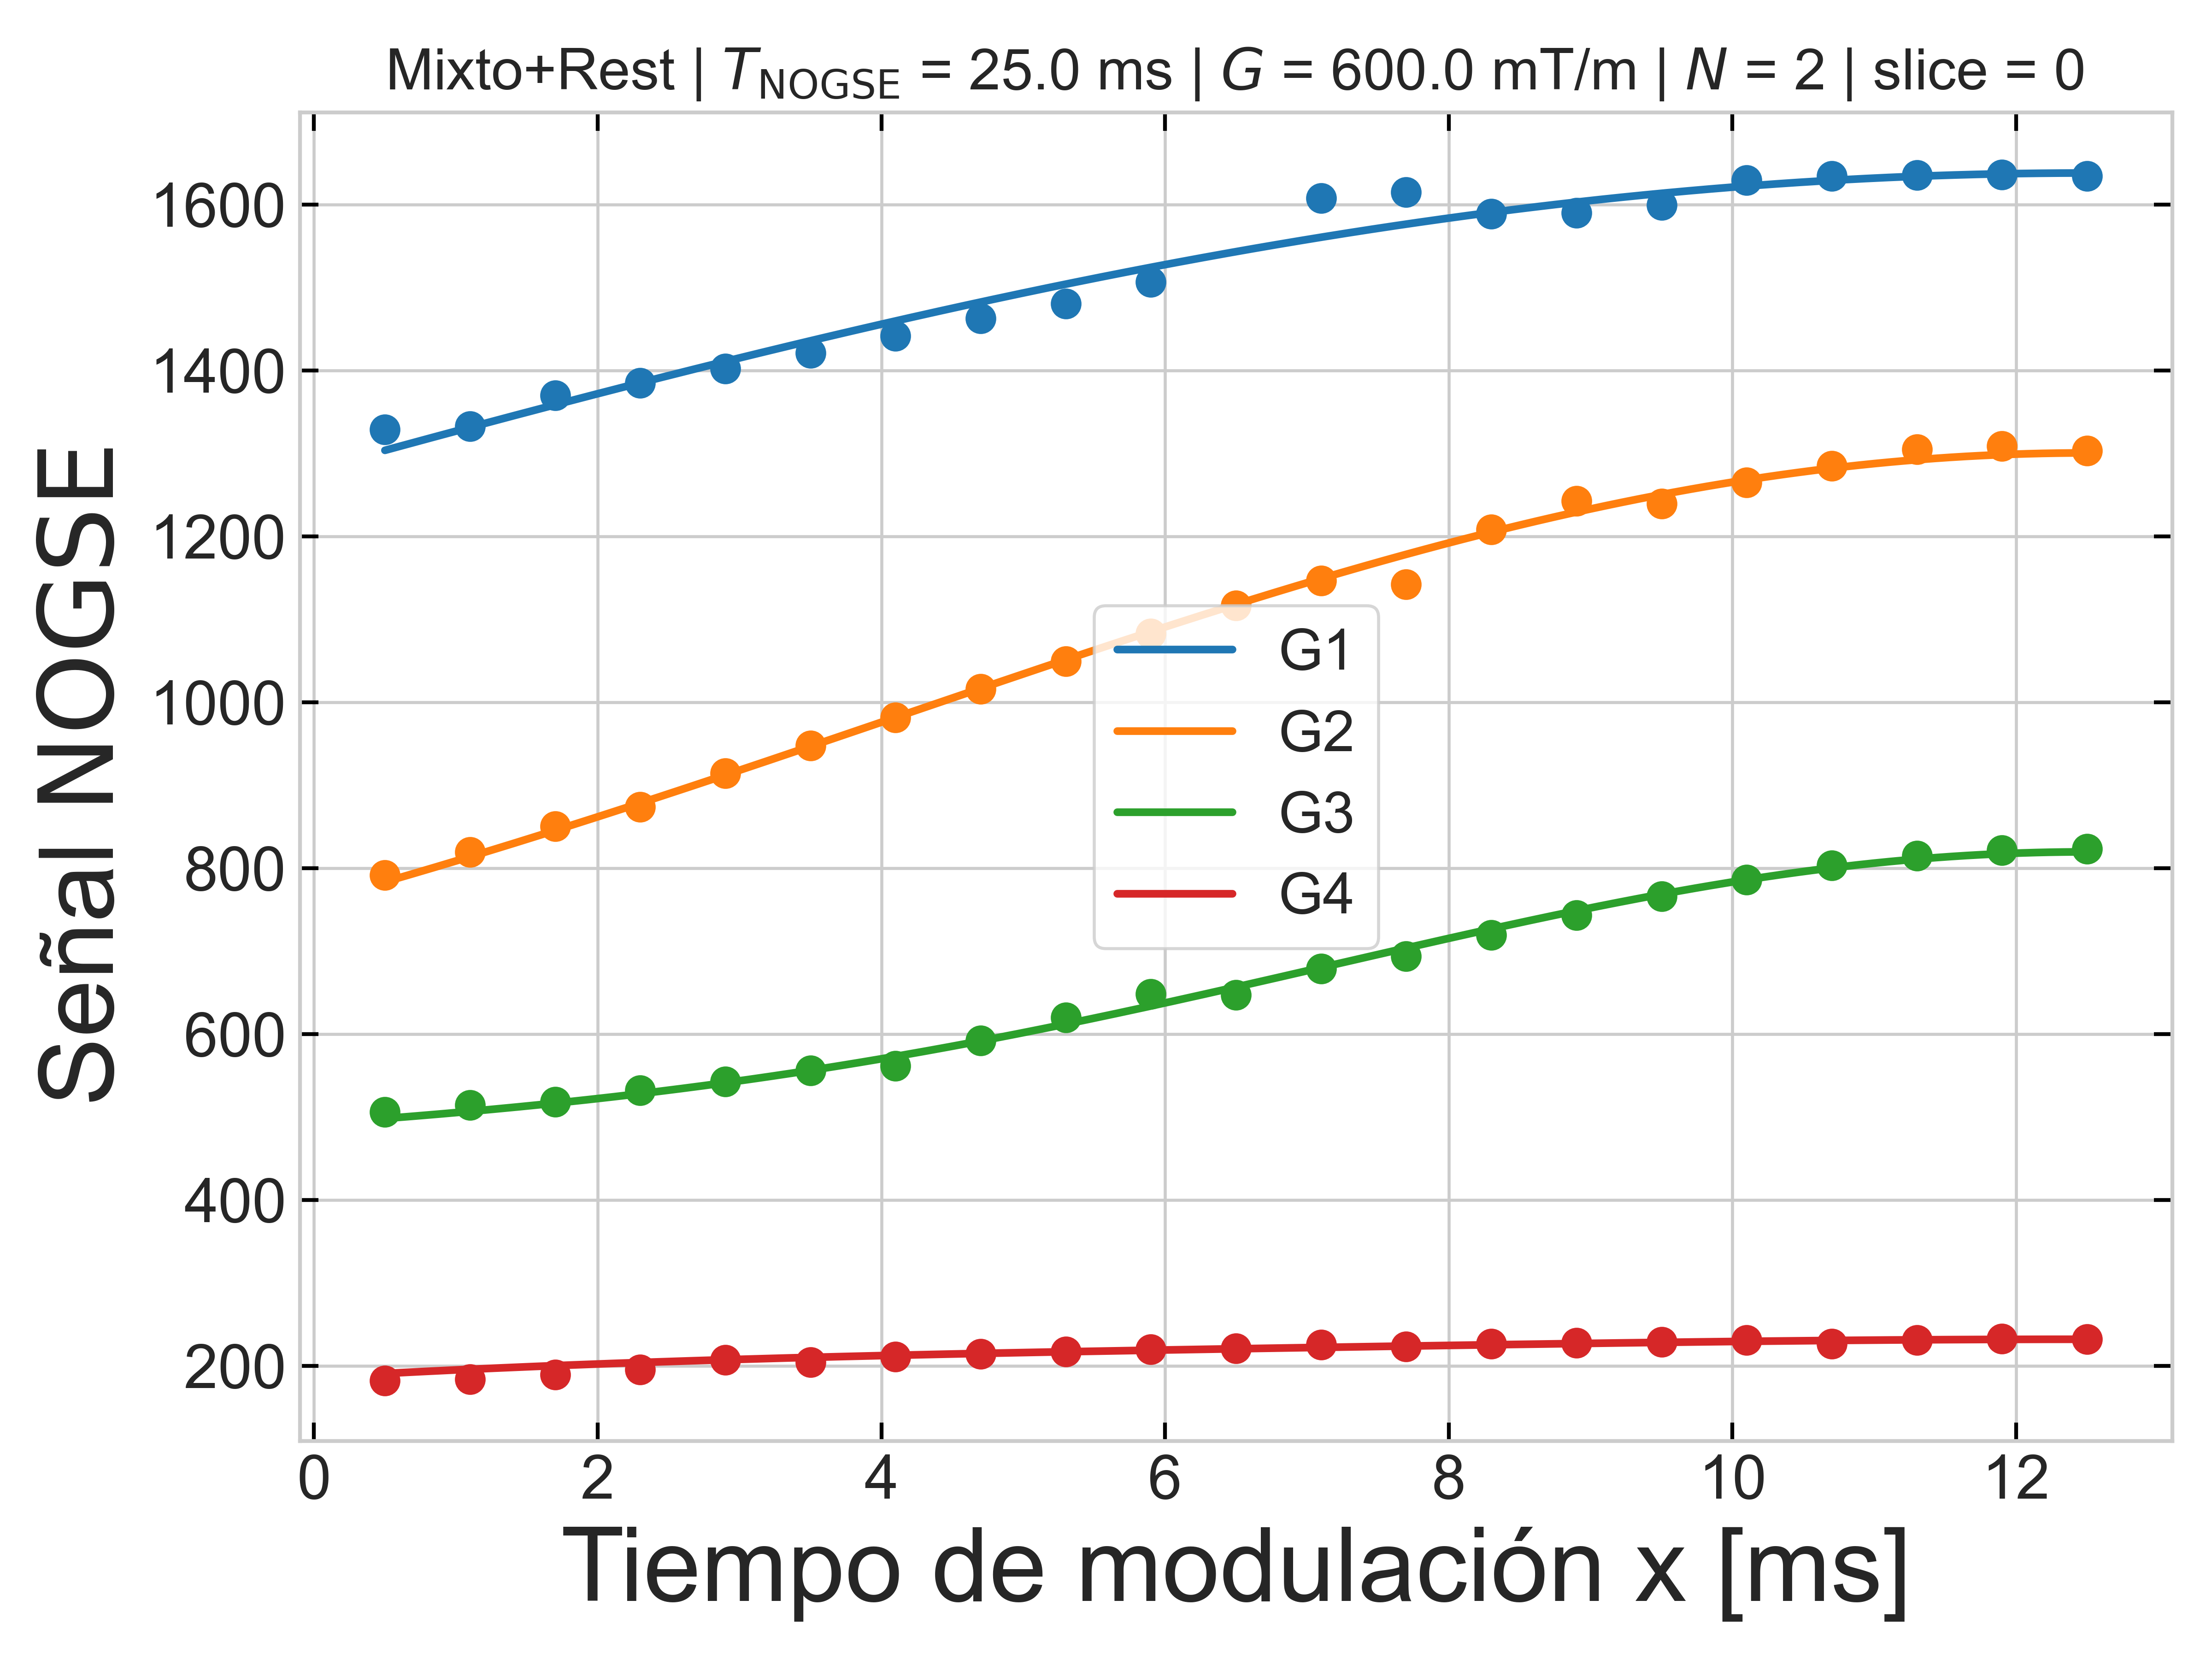 Mixto+Rest | T_NOGSE = 25.0 ms | G = 600.0 mT/m | N = 2 | slice = 0
Señal NOGSE
1600
1400
1200
1000
800
600
400
200
G1
G2
G3
G4
0 2 4 6 8 10 12
Tiempo de modulación x [ms]